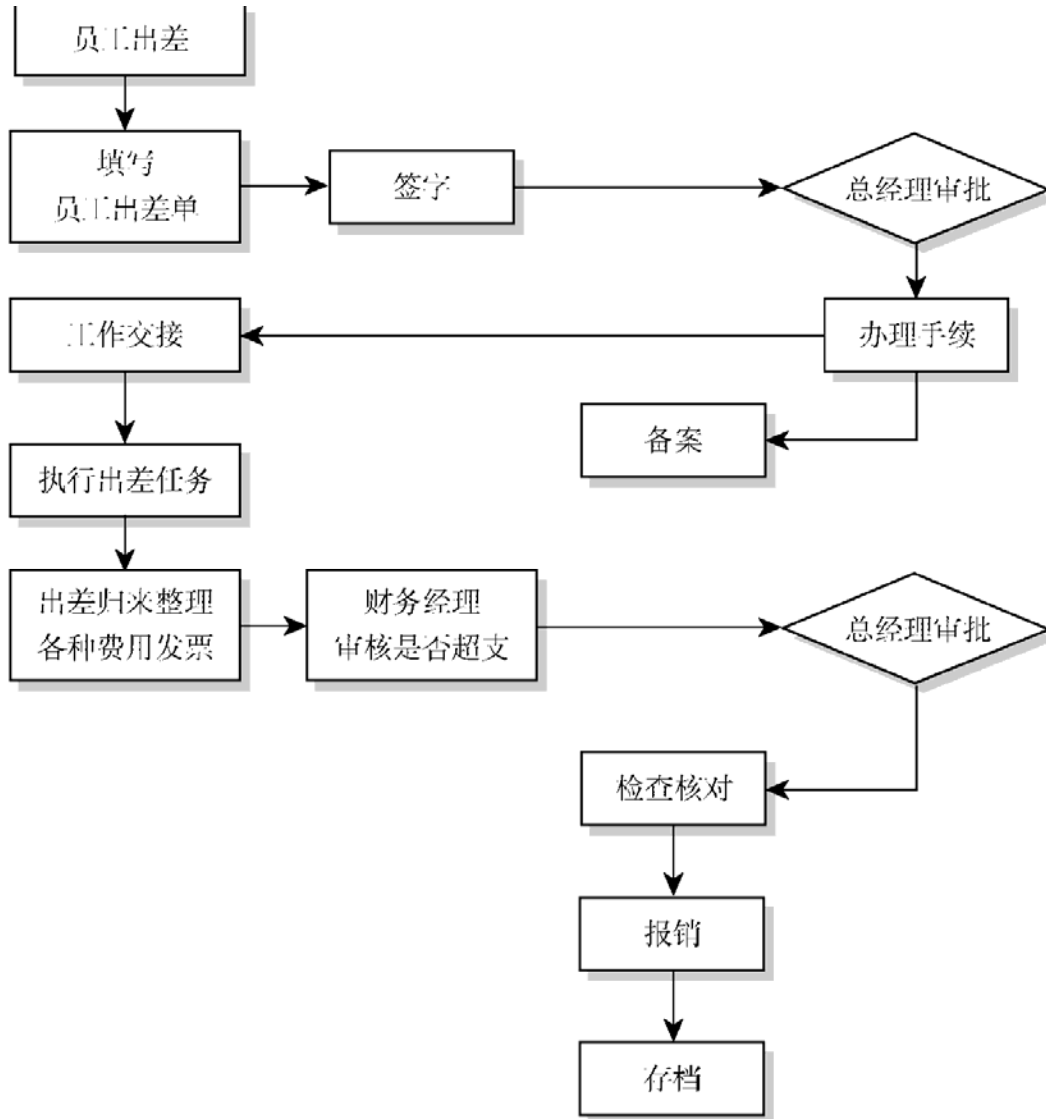 员工出差
填写
员工出差单
签字
总经理审批
工作交接
办理手续
备案
执行出差任务
出差归来整理
各种费用发票
财务经理
审核是否超支
总经理审批
检查核对
报销
存档